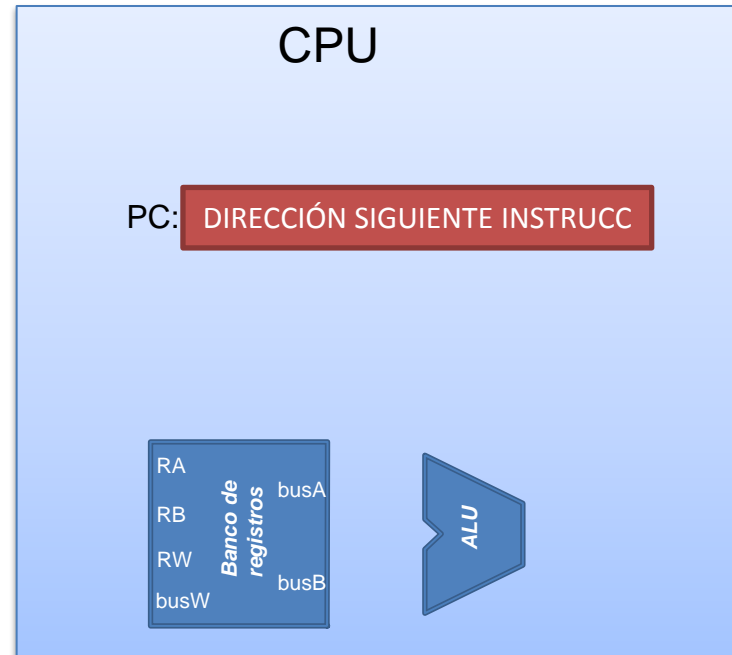 CPU
PC: DIRECCIÓN SIGUIENTE INSTRUCC
RA
RB
RW
busW
Banco de
registros
busA
busB
ALU